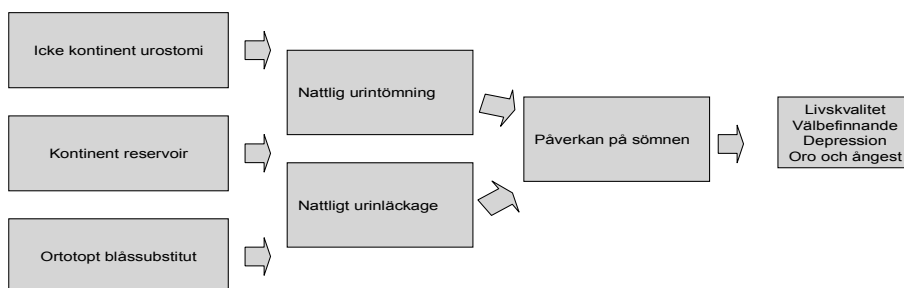 Icke kontinent urostomi
Kontinent reservoir
Ortotopt blåssubstitut
Nattlig urintömning
Nattligt urinläckage
Påverkan på sömnen
Livskvalitet
Välbefinnande
Depression
Oro och ångest